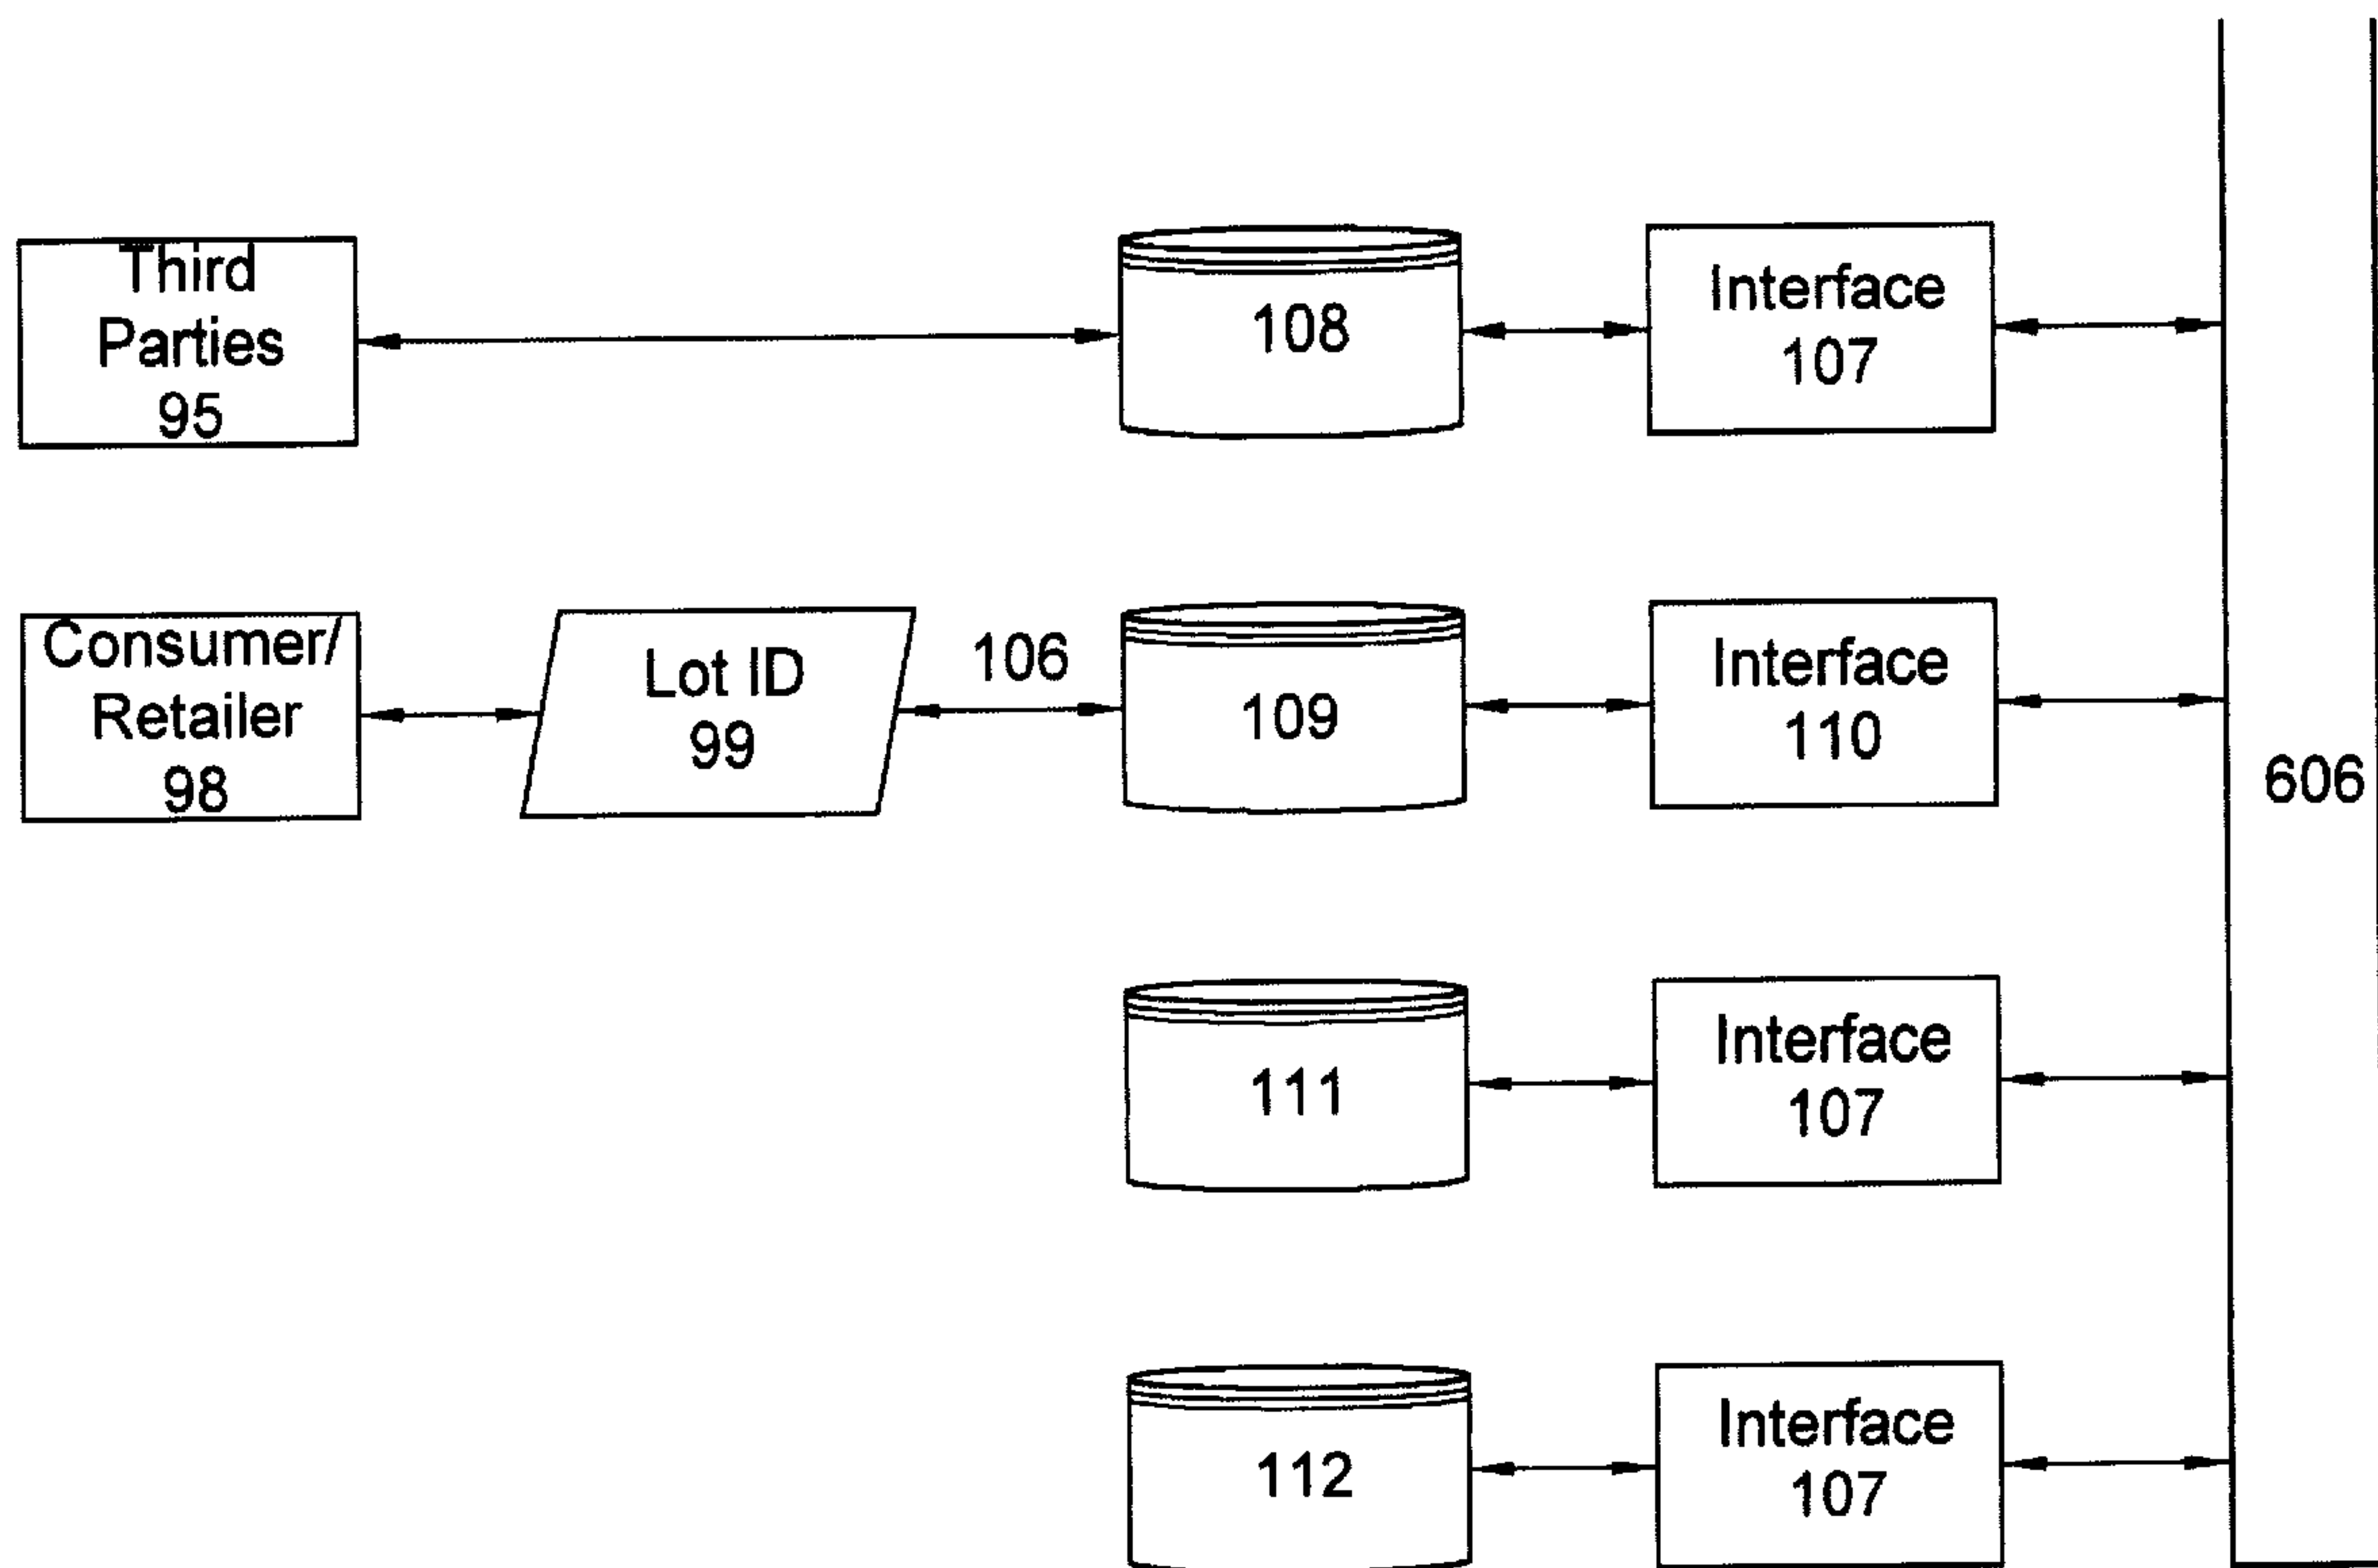 Third
Parties
95
108
Interface
107
Consumer/
Retailer
98
Lot ID
99
106
109
Interface
110
606
111
Interface
107
112
Interface
107